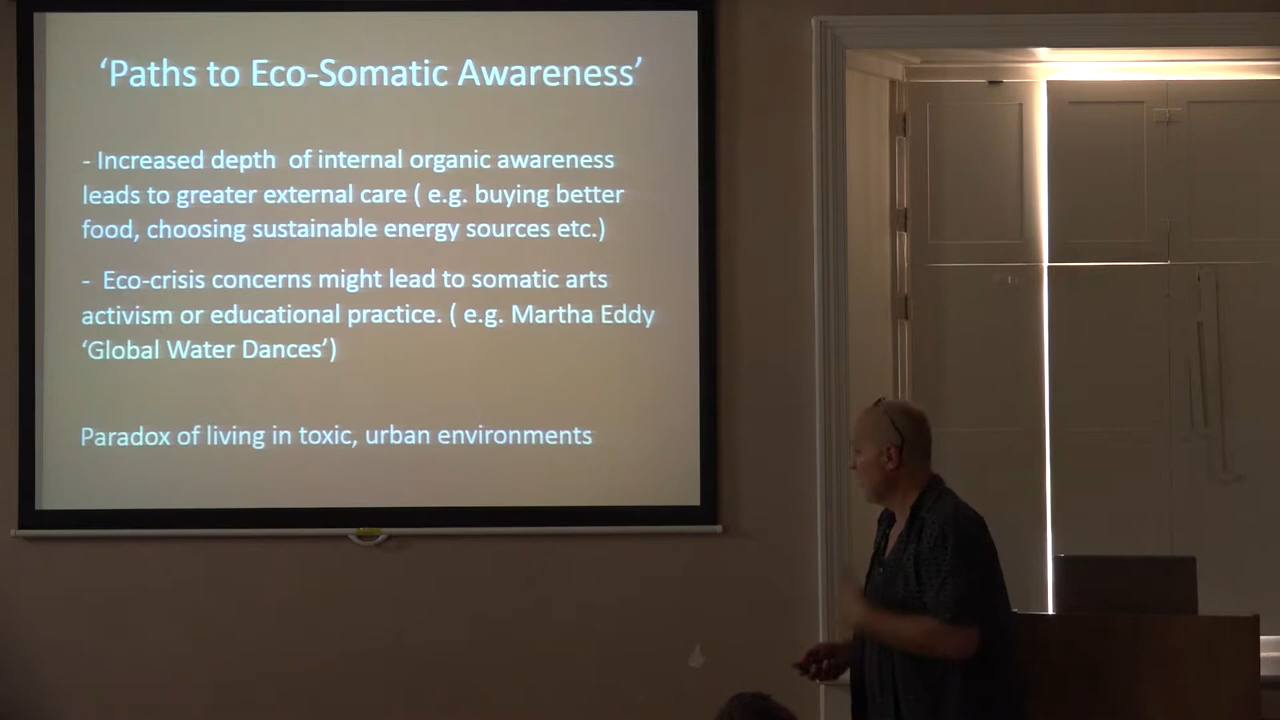 ‘Paths to Eco-Somatic Awareness’
- Increased depth of internal organic awareness
leads to greater external care ( e.g. buying better
food, choosing sustainable energy sources etc.)
- Eco-crisis concerns might lead to somatic arts
activism or educational practice. ( e.g. Martha Eddy
‘Global Water Dances’)
Paradox of living in toxic, urban environments